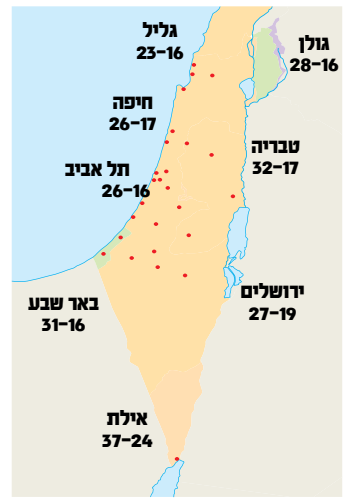 גליל
23-16
גולן
28-16
חיפה
26-17
טבריה
32-17
תל אביב
26-16
ירושלים
27-19
באר שבע
31-16
אילת
37-24